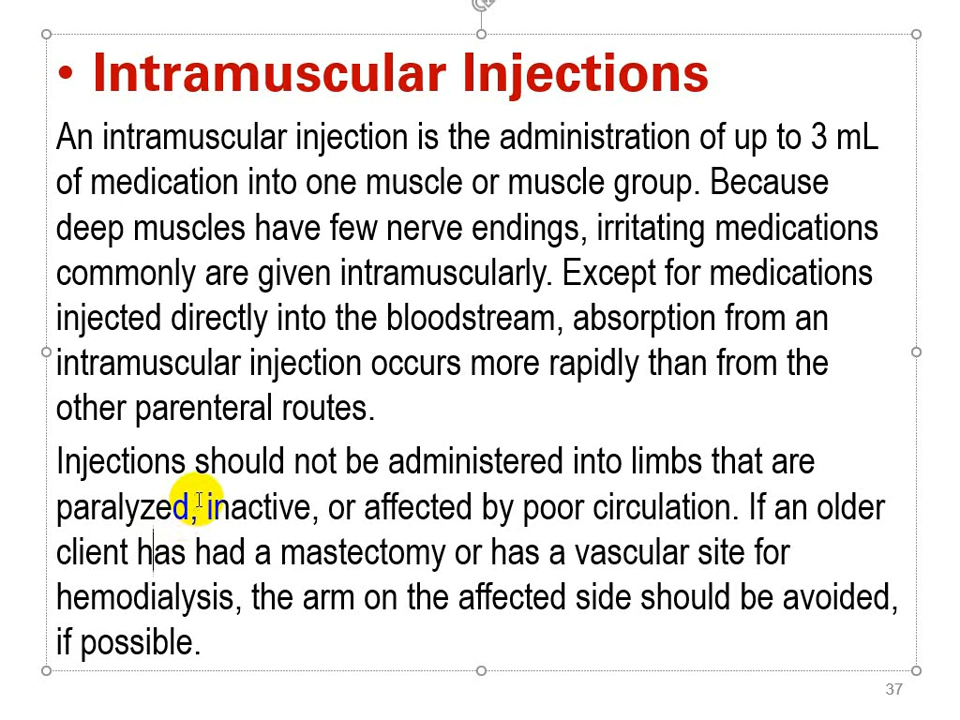 • Intramuscular Injections
An intramuscular injection is the administration of up to 3 mL
of medication into one muscle or muscle group. Because
deep muscles have few nerve endings, irritating medications
commonly are given intramuscularly. Except for medications
injected directly into the bloodstream, absorption from an
intramuscular injection occurs more rapidly than from the
other parenteral routes.
Injections should not be administered into limbs that are
paralyzed, inactive, or affected by poor circulation. If an older
client has had a mastectomy or has a vascular site for
hemodialysis, the arm on the affected side should be avoided,
if possible.
37